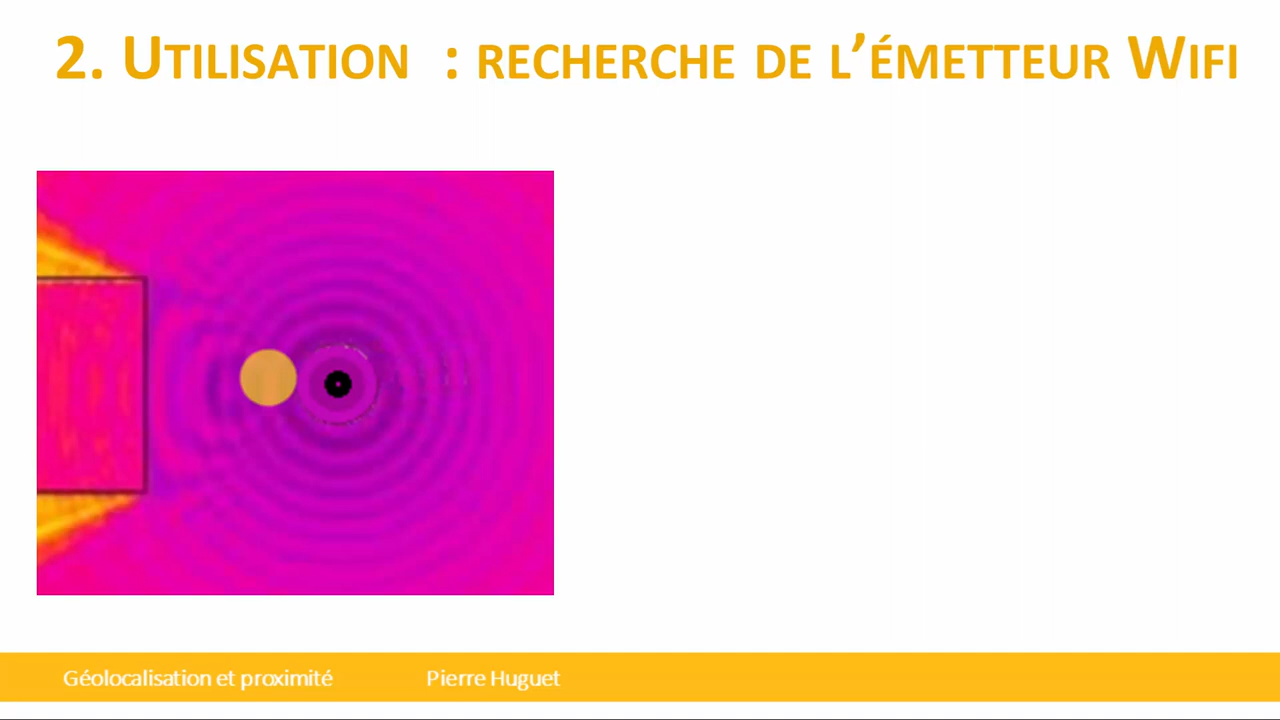 2. Utilisation : recherche de l’émetteur Wifi
Géolocalisation et proximité Pierre Huguet